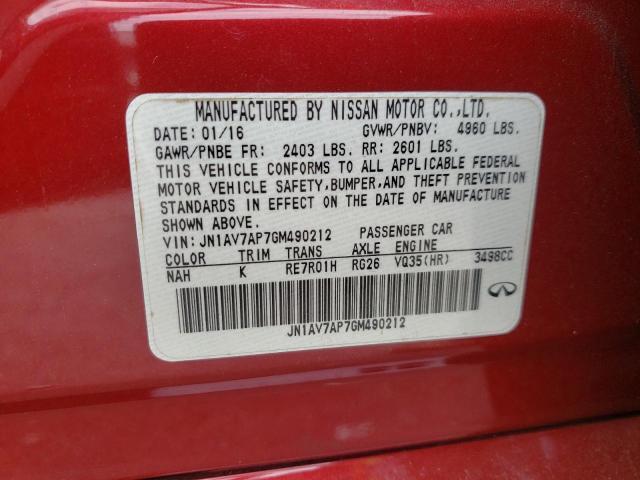 MANUFACTURED BY NISSAN MOTOR CO.,LTD.
DATE: 01/16 GVWR/PNBV: 4960 LBS.
GAWR/PNBE FR: 2403 LBS. RR: 2601 LBS.
THIS VEHICLE CONFORMS TO ALL APPLICABLE FEDERAL
MOTOR VEHICLE SAFETY,BUMPER,AND THEFT PREVENTION
STANDARDS IN EFFECT ON THE DATE OF MANUFACTURE
SHOWN ABOVE.
VIN: JN1AV7AP7GM490212 PASSENGER CAR
COLOR TRIM TRANS AXLE ENGINE
NAH K RE7R01H RG26 VQ35(HR) 3498CC
JN1AV7AP7GM490212